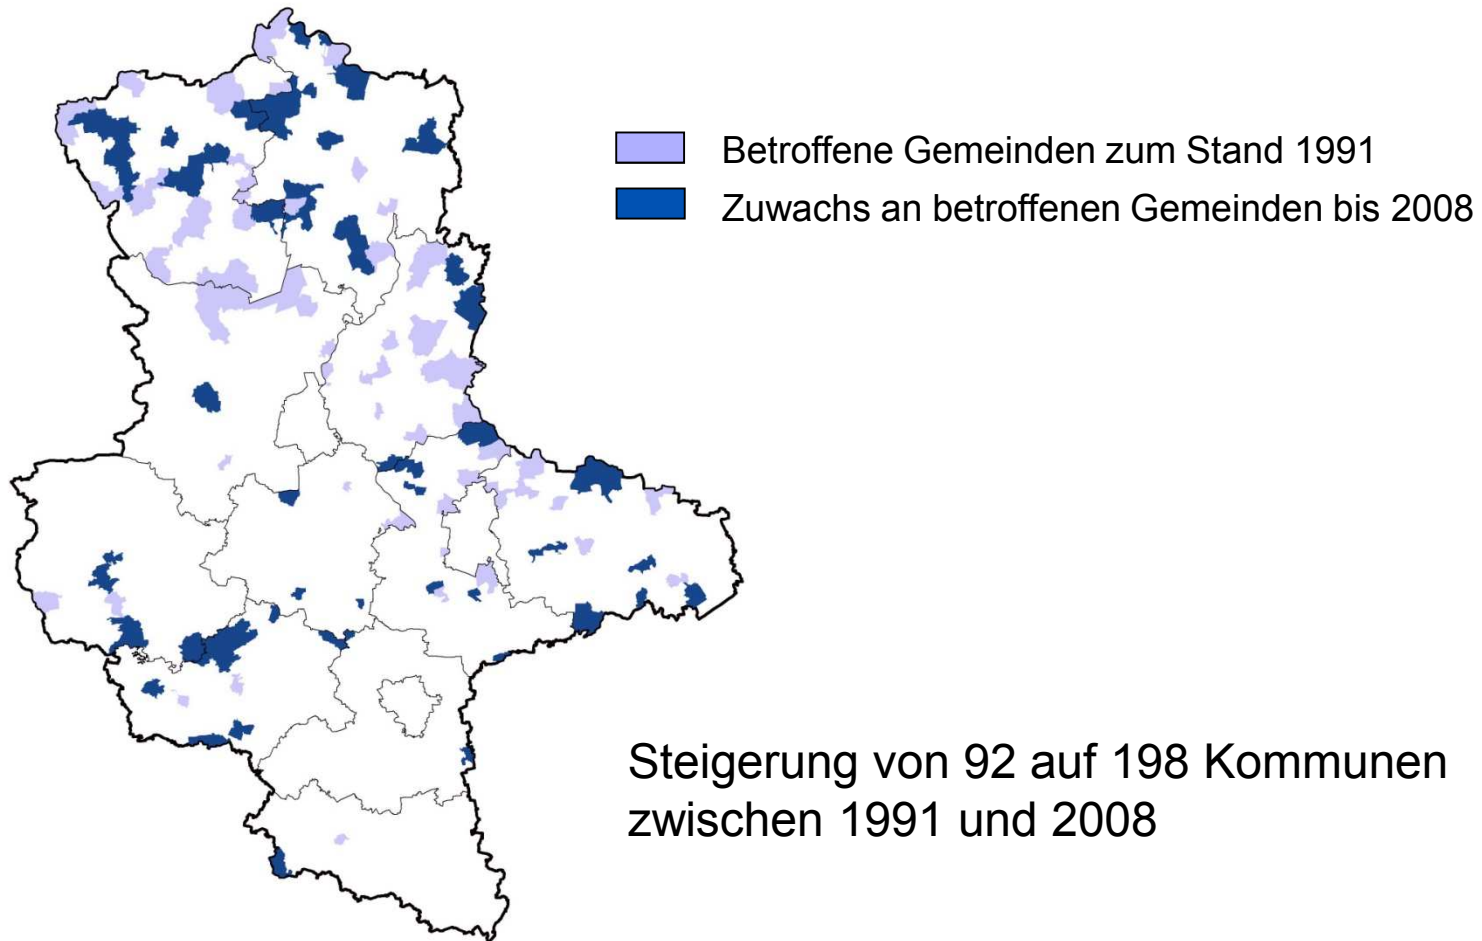 Betroffene Gemeinden zum Stand 1991
Zuwachs an betroffenen Gemeinden bis 2008
Steigerung von 92 auf 198 Kommunen
zwischen 1991 und 2008